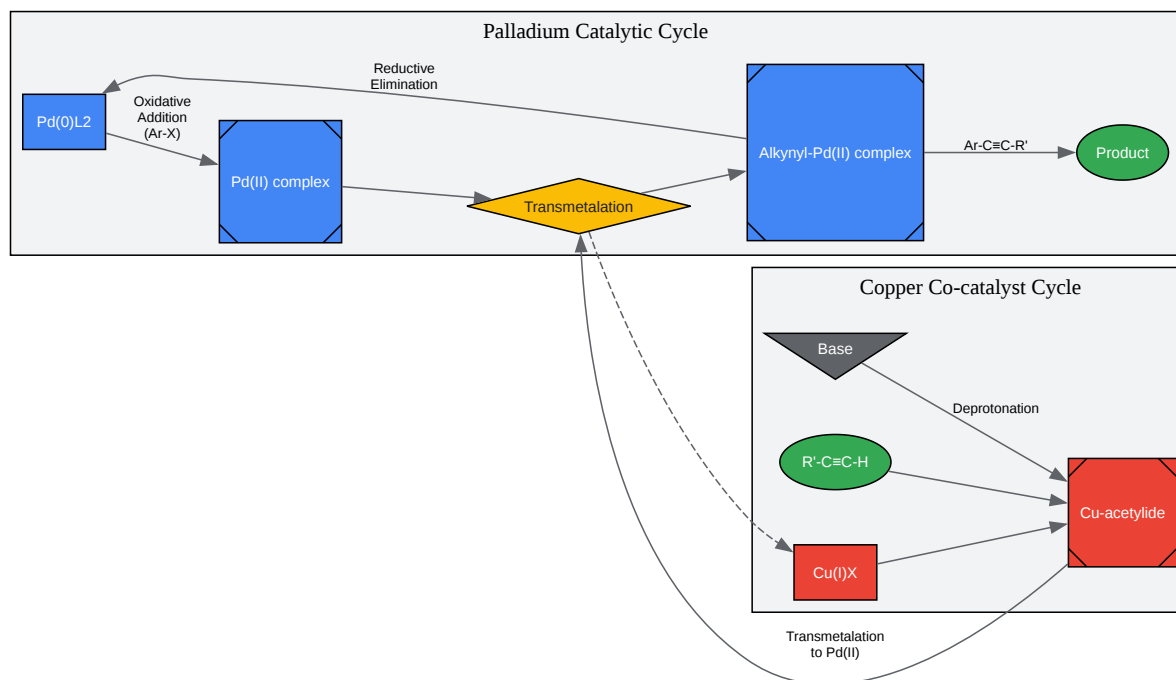 Palladium Catalytic Cycle
Reductive
Elimination
Pd(0)L2
Oxidative
Addition
(Ar-X)
Pd(II) complex
Transmetalation
Alkynyl-Pd(II) complex
Ar-C≡C-R'
Product
Copper Co-catalyst Cycle
Base
Deprotonation
R'-C≡C-H
Cu-acetylide
Cu(I)X
Transmetalation
to Pd(II)